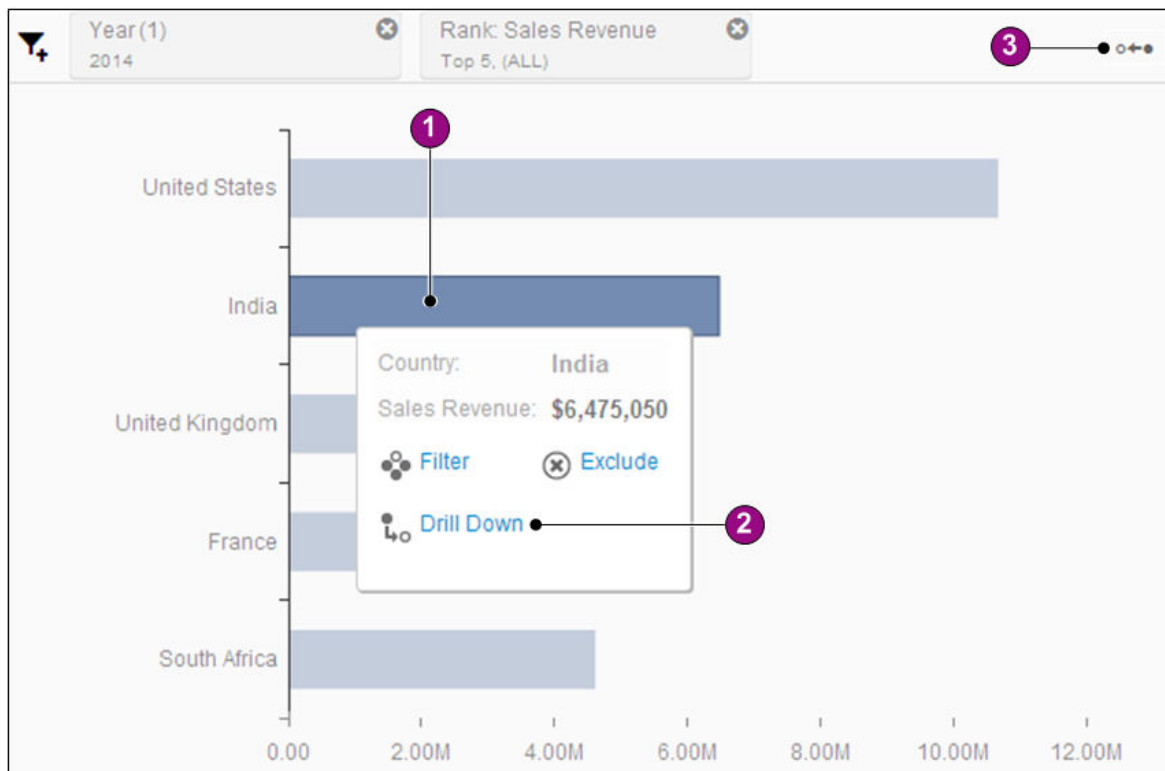 Year (1)
2014
Rank: Sales Revenue
Top 5, (ALL)
3
1
United States
India
Country: India
Sales Revenue: $6,475,050
Filter Exclude
Drill Down 2
United Kingdom
France
South Africa
0.00 2.00M 4.00M 6.00M 8.00M 10.00M 12.00M